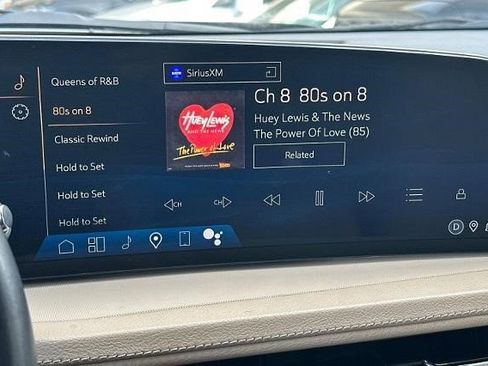 Queens of R&B
80s on 8
Classic Rewind
Hold to Set
Hold to Set
Hold to Set
SiriusXM
HUEY LEWIS
AND THE NEWS
The Power of Love
Ch 8 80s on 8
Huey Lewis & The News
The Power Of Love (85)
Related
CH
CH
D